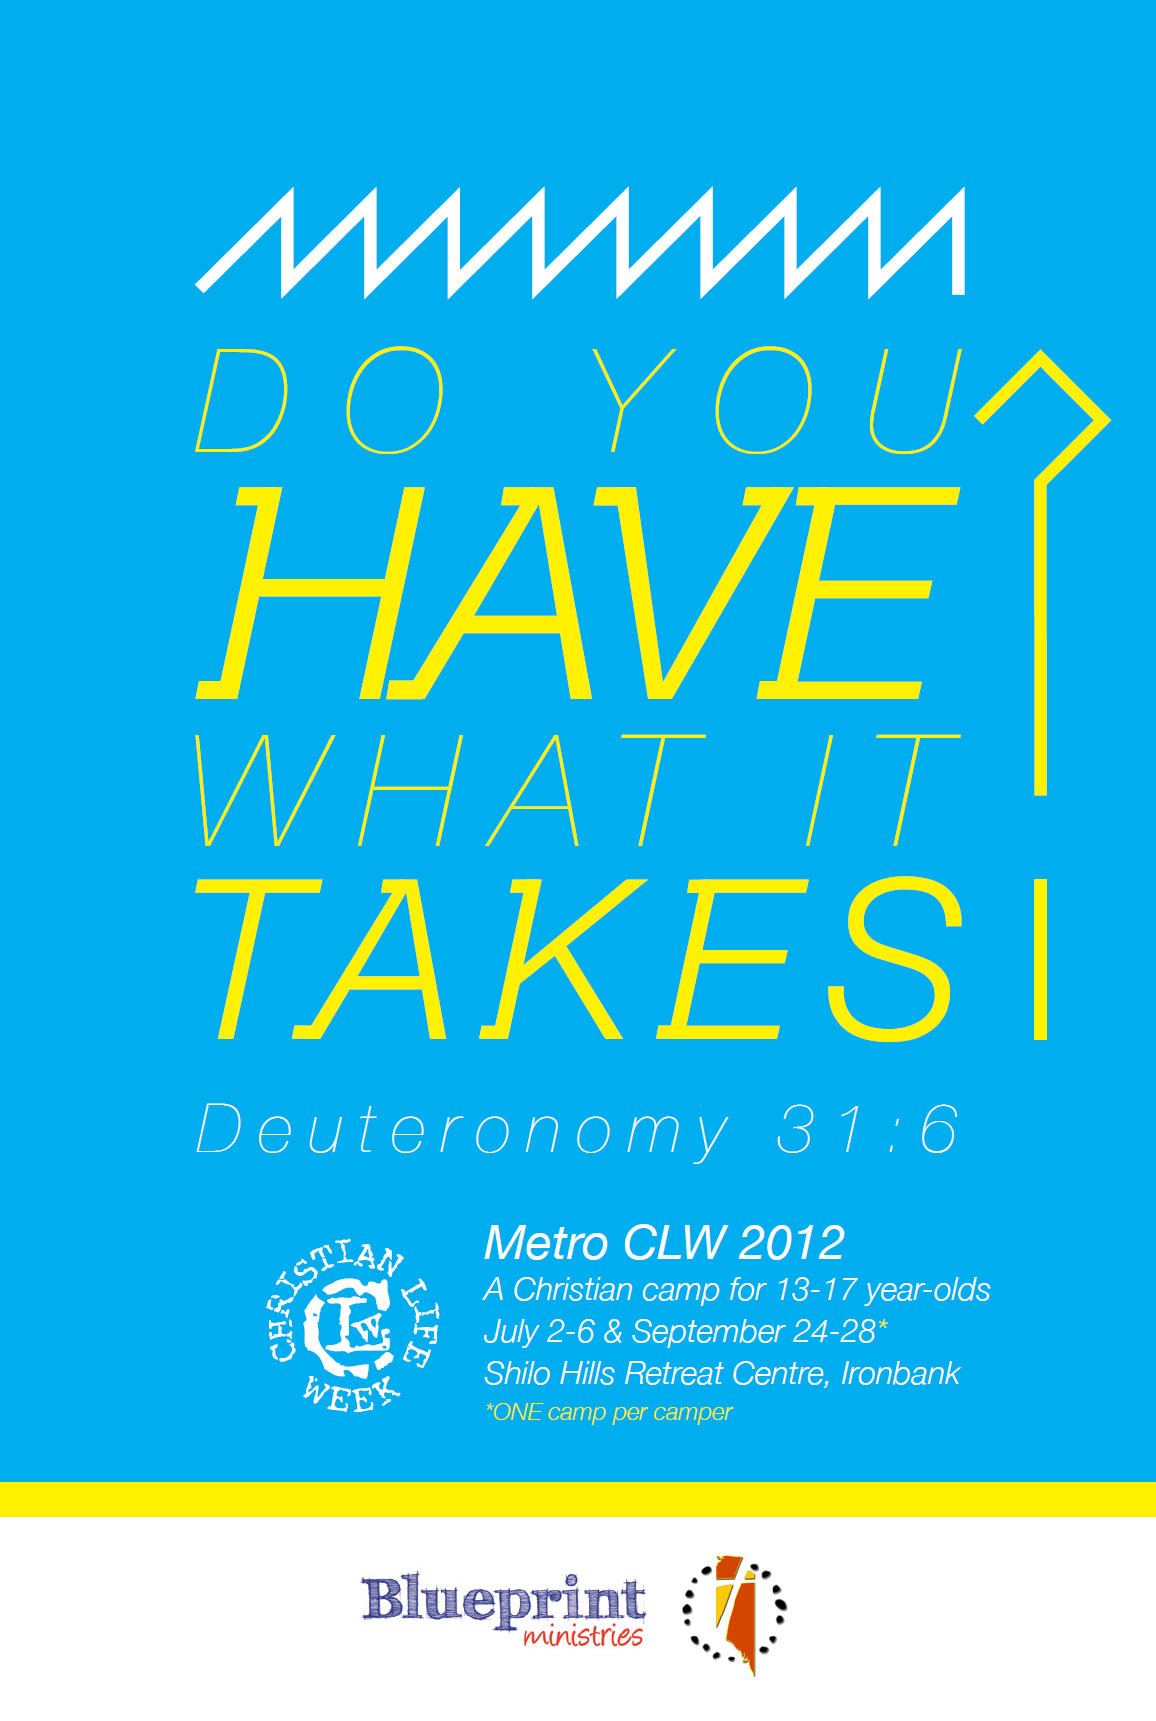 DO YOU
HAVE
WHAT IT
TAKES?
Deuteronomy 31:6
CHRISTIAN LIFE
WEEK
CLW
Metro CLW 2012
A Christian camp for 13-17 year-olds
July 2-6 & September 24-28*
Shilo Hills Retreat Centre, Ironbank
*ONE camp per camper
Blueprint
ministries